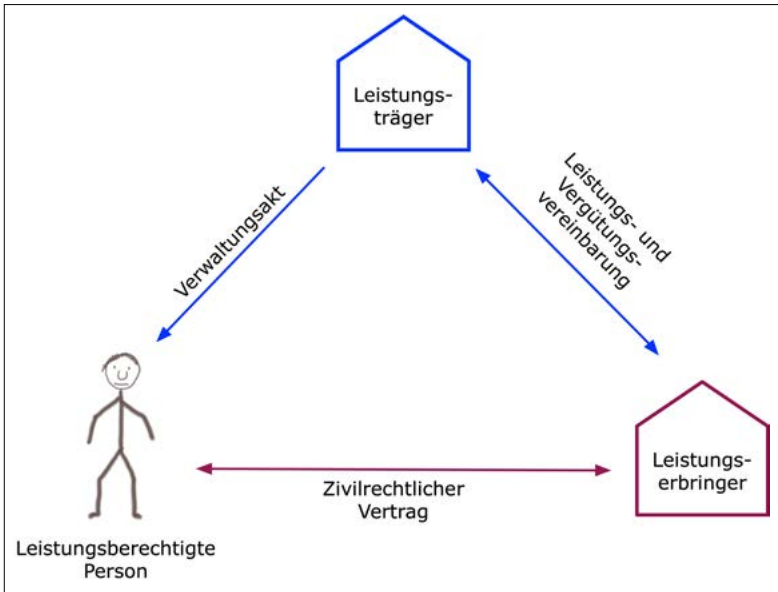 Leistungs-
träger
Verwaltungsakt
Leistungs- und
Vergütungs-
vereinbarung
Leistungs-
erbringer
Zivilrechtlicher
Vertrag
Leistungsberechtigte
Person